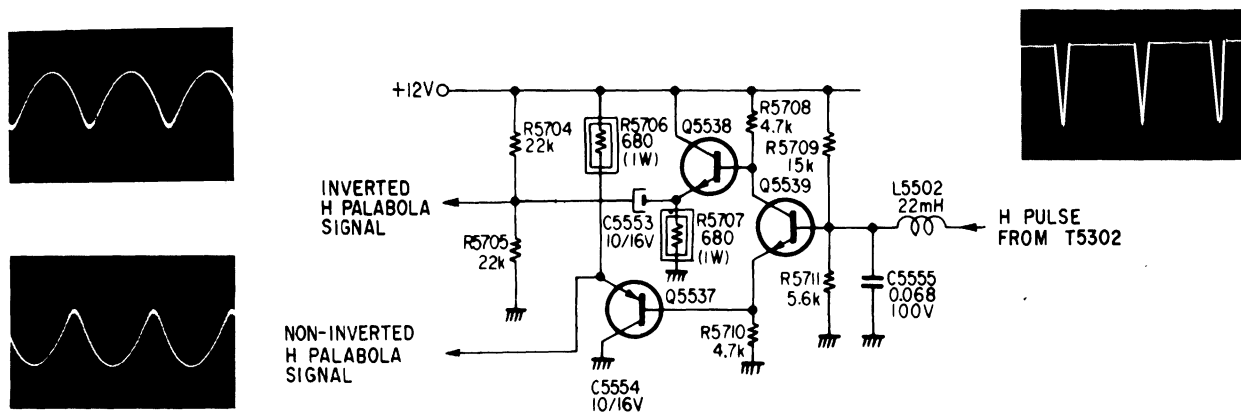 +12V
R5704
22k
R5706
680
(1W)
Q5538
R5708
4.7k
R5709
15k
Q5539
L5502
22mH
INVERTED
H PALABOLA
SIGNAL
C5553
10/16V
R5707
680
(1W)
H PULSE
FROM T5302
R5705
22k
Q5537
R5711
5.6k
C5555
0.068
100V
R5710
4.7k
NON-INVERTED
H PALABOLA
SIGNAL
C5554
10/16V